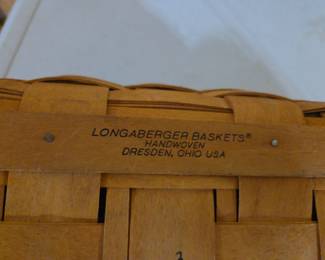 LONGABERGER BASKETS®
HANDWOVEN
DRESDEN, OHIO USA